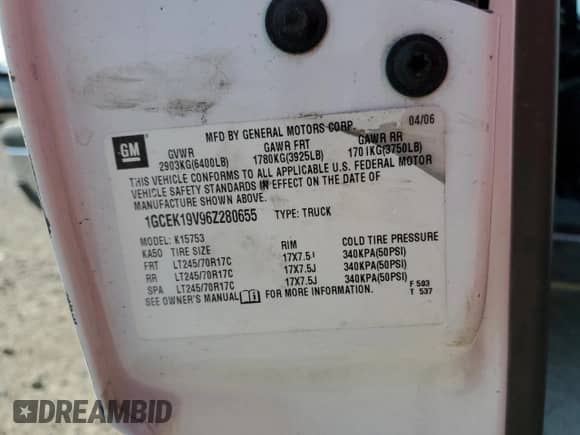 MFD BY GENERAL MOTORS CORP. 04/06
GM
GVWR GAWR FRT GAWR RR
2903KG(6400LB) 1780KG(3925LB) 1701KG(3750LB)
THIS VEHICLE CONFORMS TO ALL APPLICABLE U.S. FEDERAL MOTOR
VEHICLE SAFETY STANDARDS IN EFFECT ON THE DATE OF
MANUFACTURE SHOWN ABOVE.
1GCEK19V96Z280655 TYPE: TRUCK
MODEL: K15753
KA50 TIRE SIZE RIM COLD TIRE PRESSURE
FRT LT245/70R17C 17X7.5J 340KPA(50PSI)
RR LT245/70R17C 17X7.5J 340KPA(50PSI)
SPA LT245/70R17C 17X7.5J 340KPA(50PSI)
SEE OWNER'S MANUAL FOR MORE INFORMATION.
F 503
T 537
DREAMBID